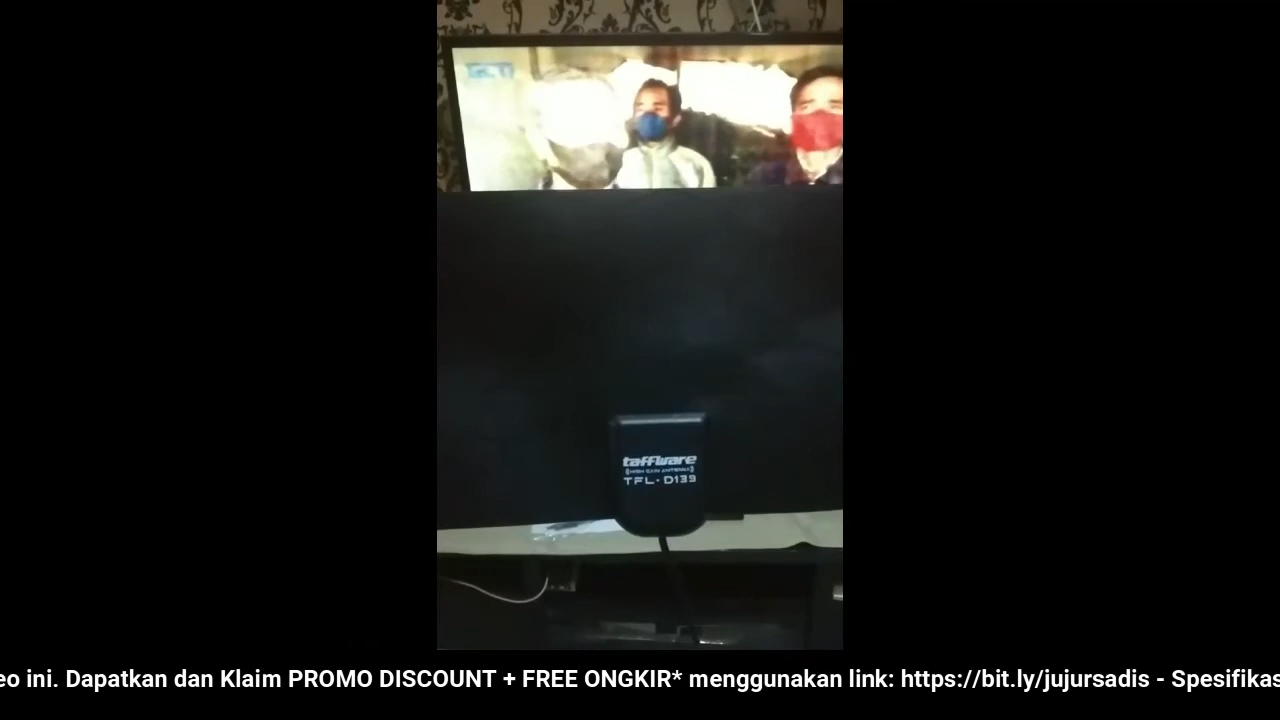 taffware
HIGH GAIN ANTENNA
TFL-D139
eo ini. Dapatkan dan Klaim PROMO DISCOUNT + FREE ONGKIR* menggunakan link: https://bit.ly/jujursadis - Spesifikas